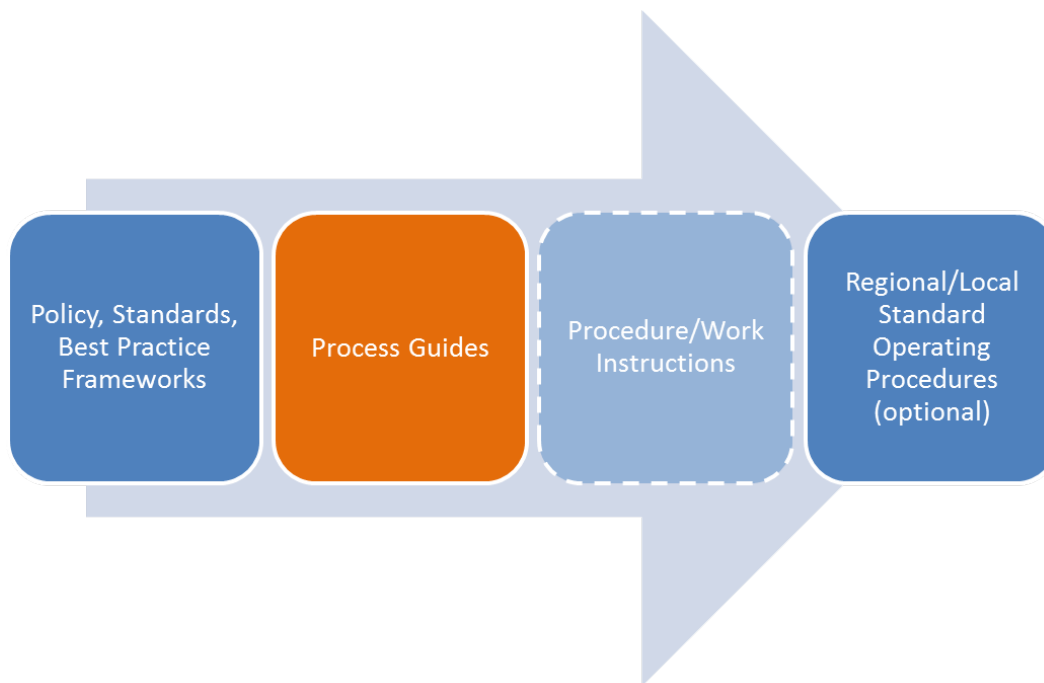 Policy, Standards,
Best Practice
Frameworks
Process Guides
Procedure/Work
Instructions
Regional/Local
Standard
Operating
Procedures
(optional)